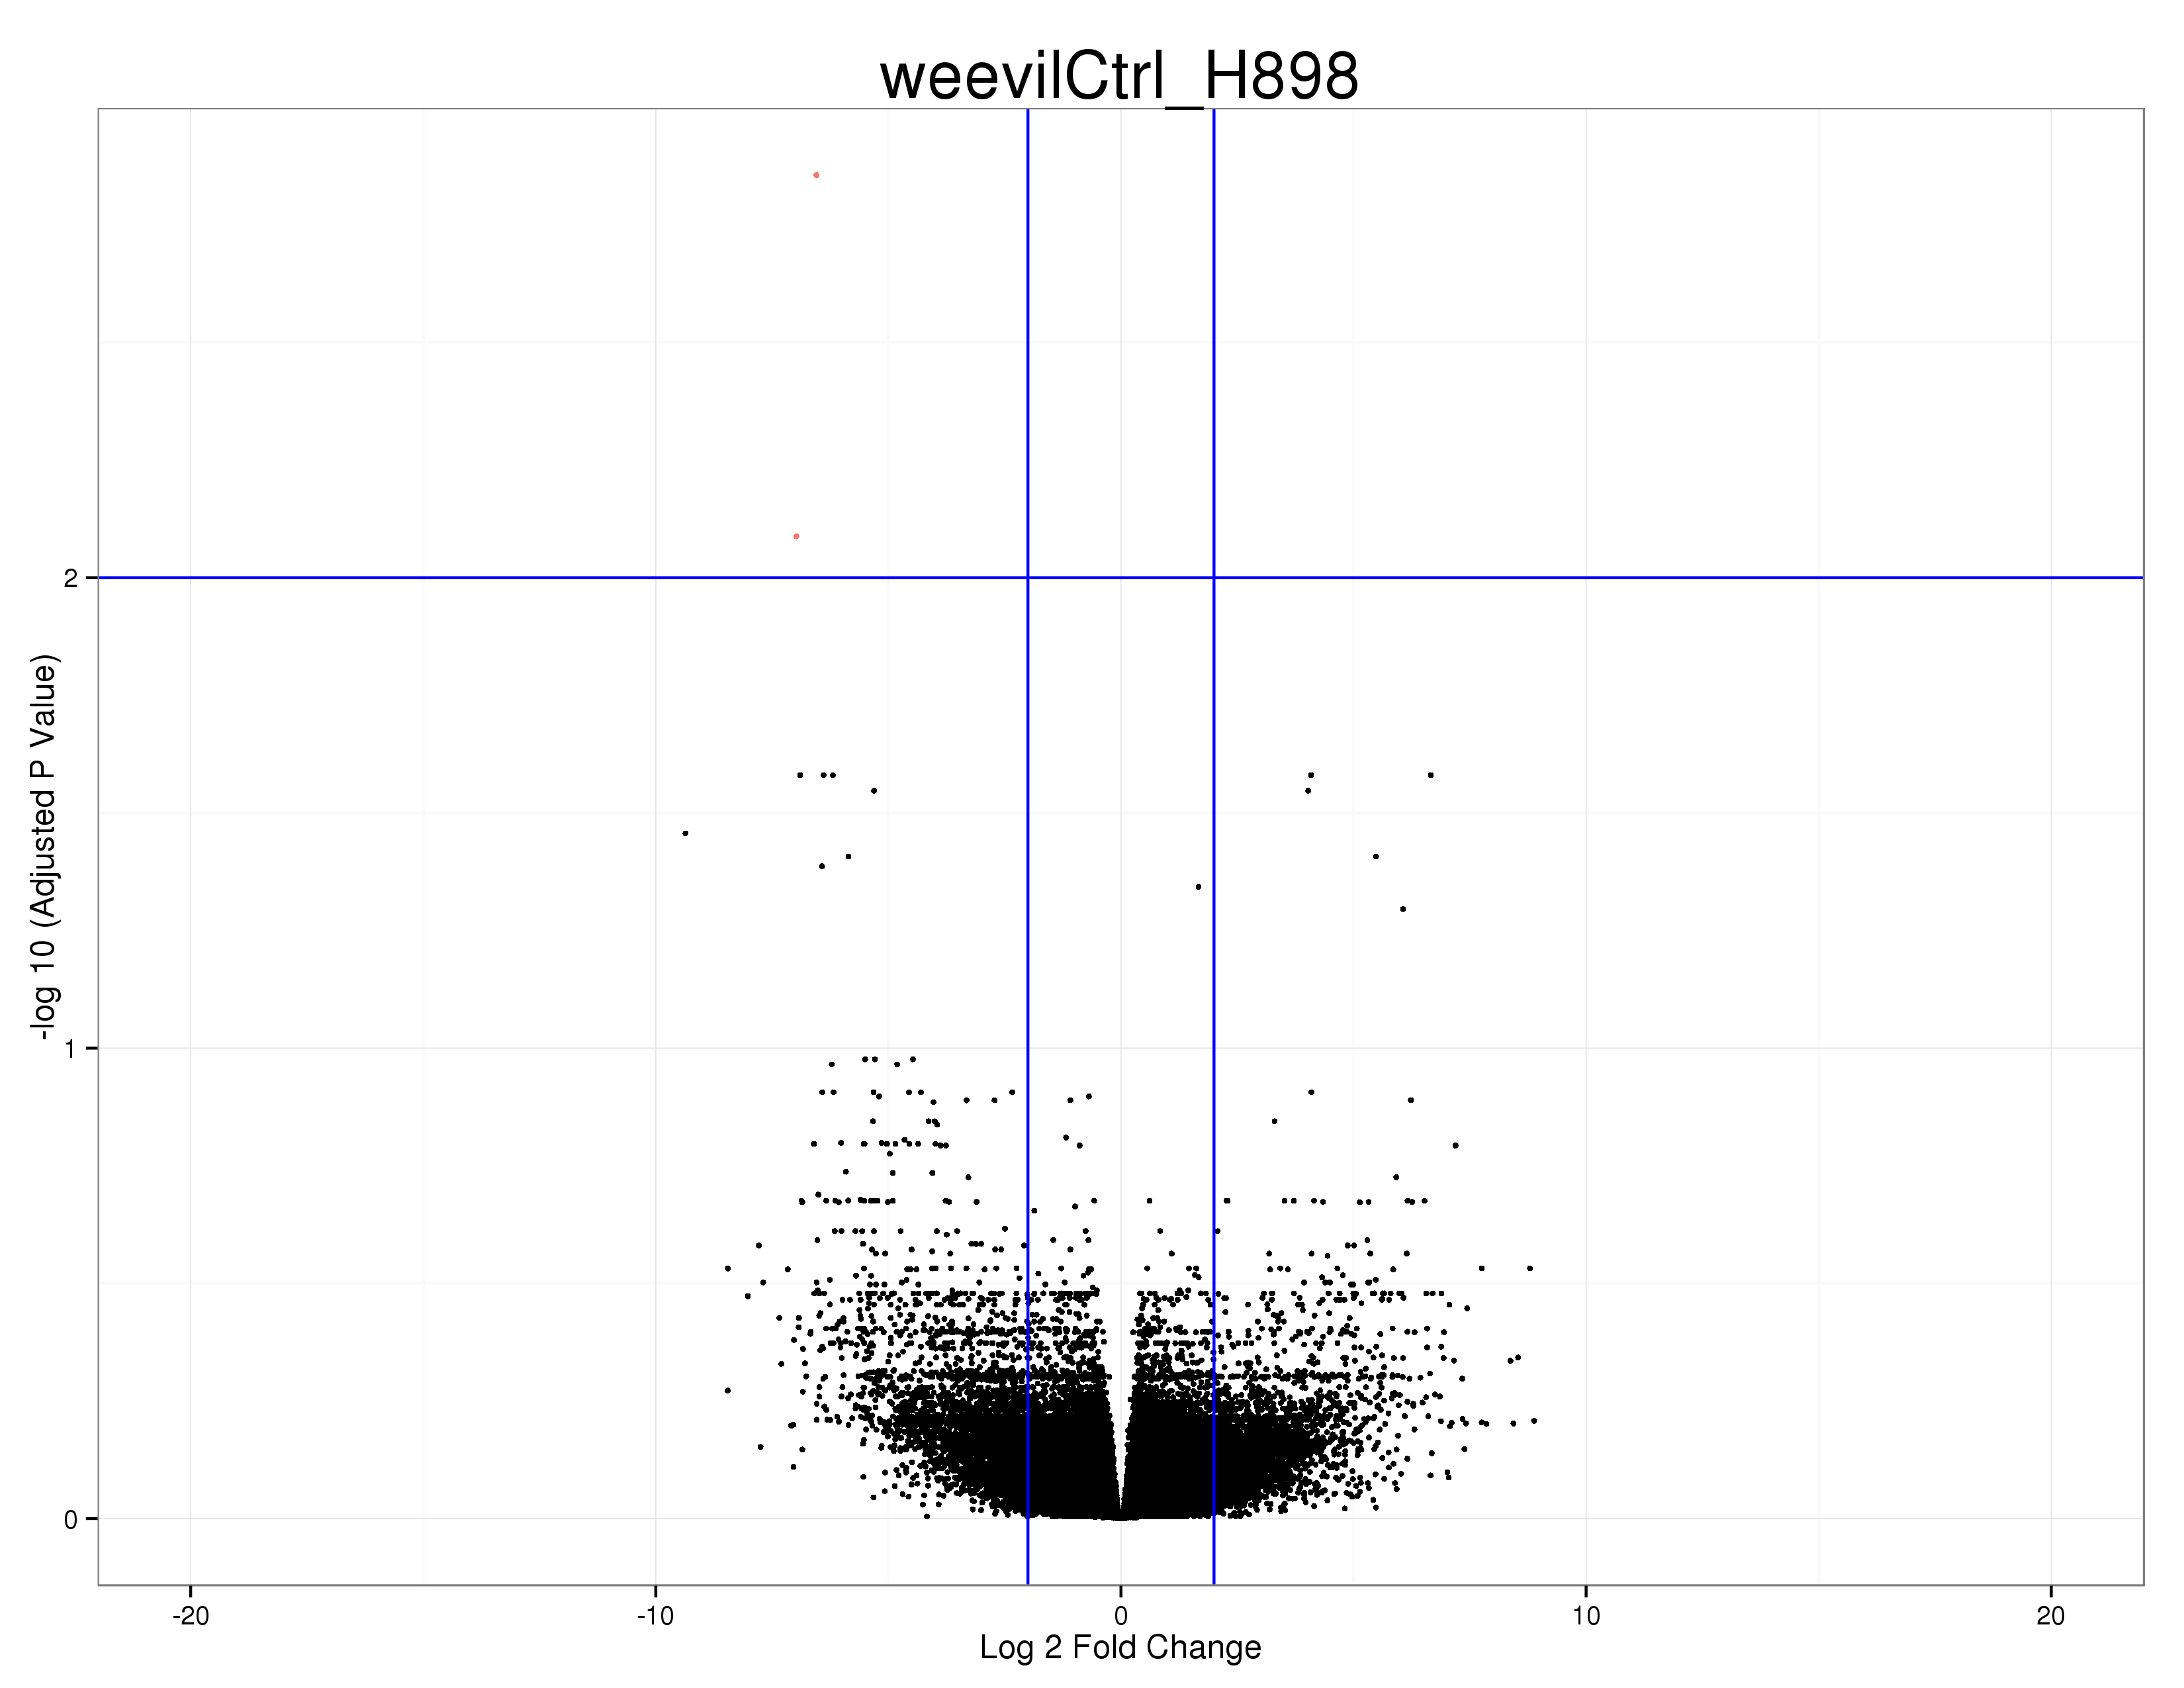 weevilCtrl_H898
-log 10 (Adjusted P Value)
2
1
0
-20 -10 0 10 20
Log 2 Fold Change